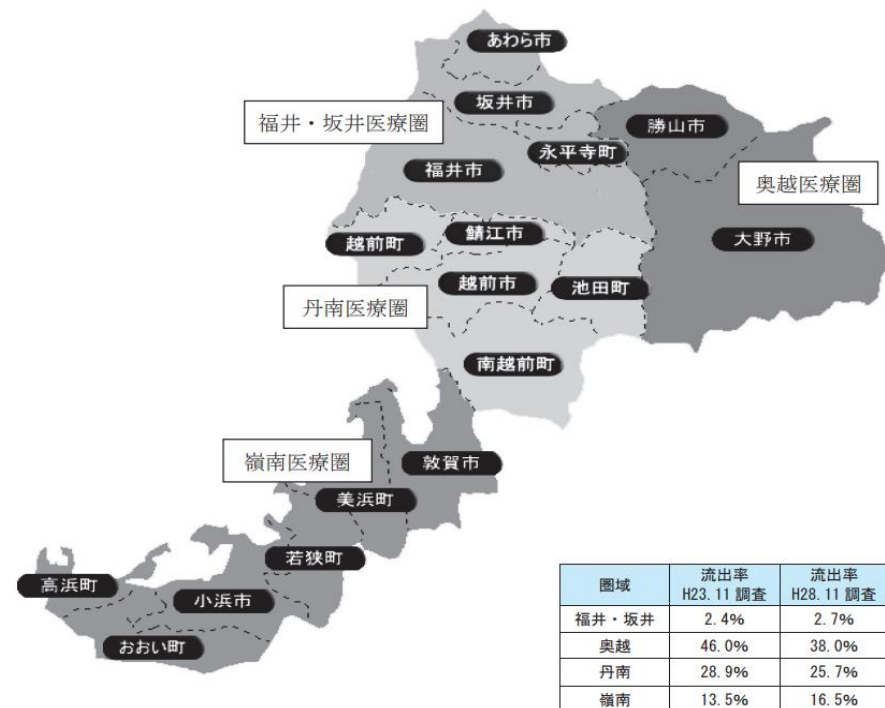 あわら市
坂井市
福井・坂井医療圏
勝山市
永平寺町
福井市
奥越医療圏
鯖江市
越前町
大野市
越前市
池田町
丹南医療圏
南越前町
嶺南医療圏
敦賀市
美浜町
若狭町
高浜町
小浜市
おおい町
圏域 流出率 H23.11 調査 流出率 H28.11 調査
福井・坂井 2.4% 2.7%
奥越 46.0% 38.0%
丹南 28.9% 25.7%
嶺南 13.5% 16.5%